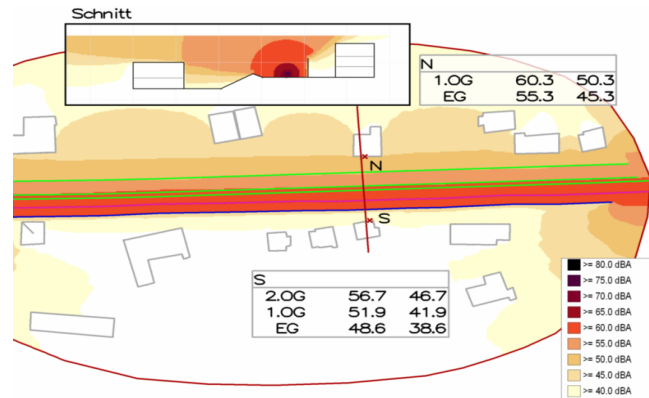 Schnitt
N
1.OG 60.3 50.3
EG 55.3 45.3
N
S
S
2.OG 56.7 46.7
1.OG 51.9 41.9
EG 48.6 38.6
>= 80.0 dBA
>= 75.0 dBA
>= 70.0 dBA
>= 65.0 dBA
>= 60.0 dBA
>= 55.0 dBA
>= 50.0 dBA
>= 45.0 dBA
>= 40.0 dBA